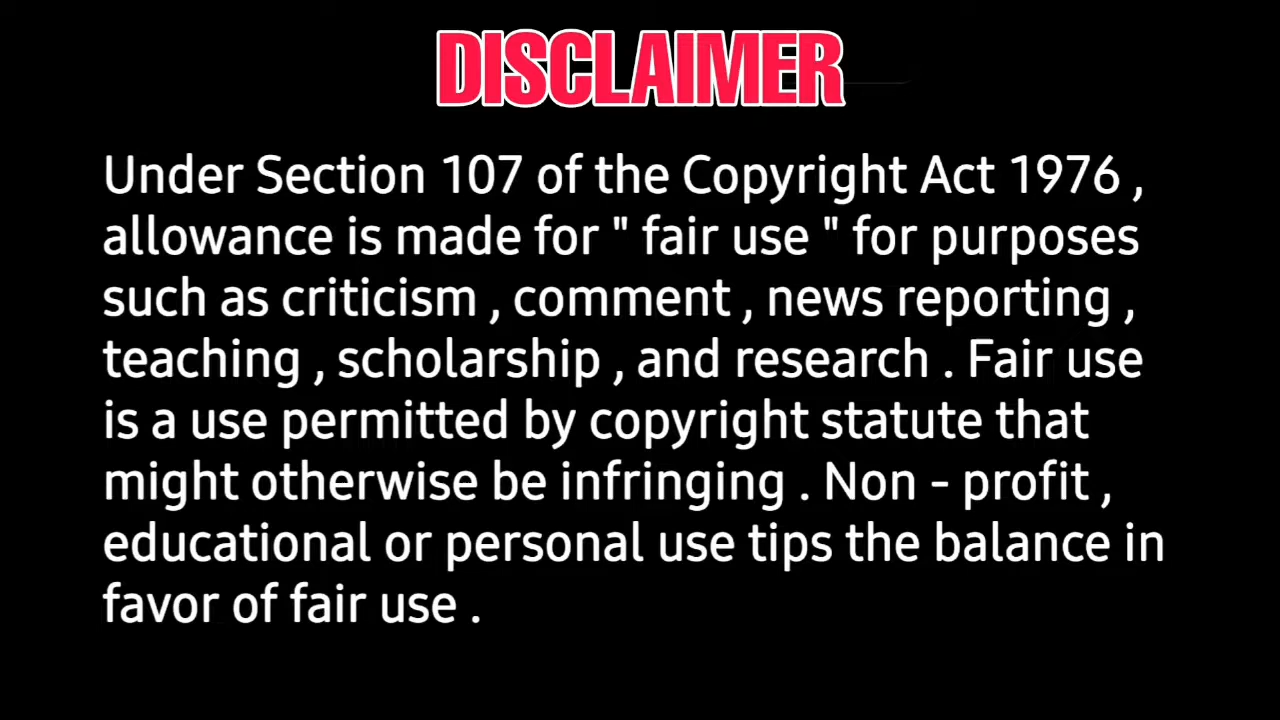 DISCLAIMER
Under Section 107 of the Copyright Act 1976 ,
allowance is made for " fair use " for purposes
such as criticism , comment , news reporting ,
teaching , scholarship , and research . Fair use
is a use permitted by copyright statute that
might otherwise be infringing . Non - profit ,
educational or personal use tips the balance in
favor of fair use .